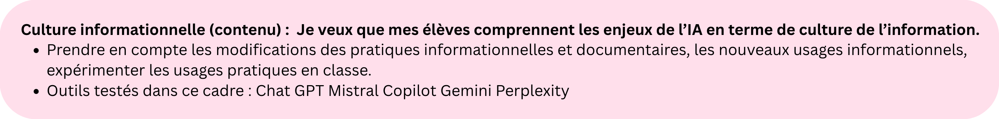 Culture informationnelle (contenu) :  Je veux que mes élèves comprennent les enjeux de l’IA en terme de culture de l’information.
• Prendre en compte les modifications des pratiques informationnelles et documentaires, les nouveaux usages informationnels,
expérimenter les usages pratiques en classe.
• Outils testés dans ce cadre : Chat GPT Mistral Copilot Gemini Perplexity